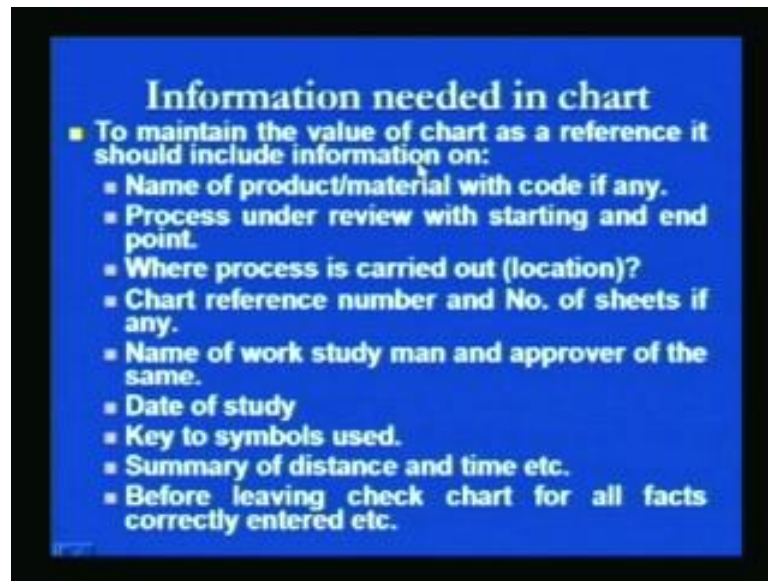 Information needed in chart
To maintain the value of chart as a reference it
should include information on:
Name of product/material with code if any.
Process under review with starting and end
point.
Where process is carried out (location)?
Chart reference number and No. of sheets if
any.
Name of work study man and approver of the
same.
Date of study
Key to symbols used.
Summary of distance and time etc.
Before leaving check chart for all facts
correctly entered etc.